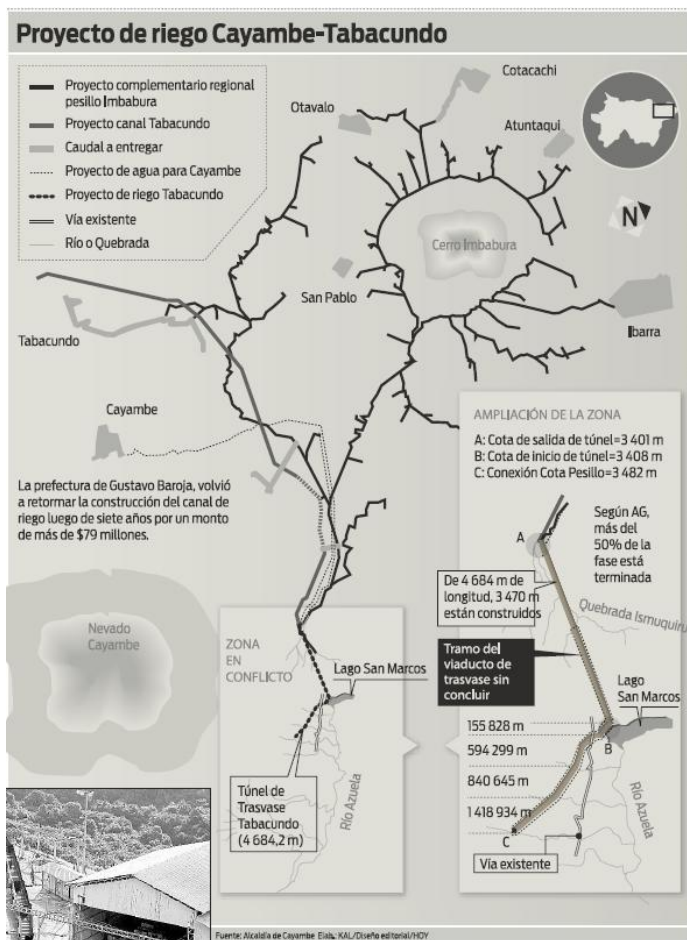 Proyecto de riego Cayambe-Tabacundo
Proyecto complementario regional
pesillo Imbabura
Proyecto canal Tabacundo
Caudal a entregar
Proyecto de agua para Cayambe
Proyecto de riego Tabacundo
Vía existente
Río o Quebrada
Cotacachi
Otavalo
Atuntaqui
N
Cerro Imbabura
San Pablo
Ibarra
Tabacundo
Cayambe
La prefectura de Gustavo Baroja, volvió
a retormar la construcción del canal de
riego luego de siete años por un monto
de más de $79 millones.
Nevado
Cayambe
ZONA
EN
CONFLICTO
Lago San Marcos
Túnel de
Trasvase
Tabacundo
(4 684,2 m)
Río Azuela
AMPLIACIÓN DE LA ZONA
A: Cota de salida de túnel=3 401 m
B: Cota de inicio de túnel=3 408 m
C: Conexión Cota Pesillo=3 482 m
Según AG,
más del
50% de la
fase está
terminada
A
De 4 684 m de
longitud, 3 470 m
están construidos
Quebrada Ismuquiru
Tramo del
viaducto de
trasvase sin
concluir
Lago
San Marcos
B
155 828 m
594 299 m
840 645 m
1 418 934 m
C
Río Azuela
Vía existente
Fuente: Alcaldía de Cayambe Elab.: KAL/Diseño editorial/HOY